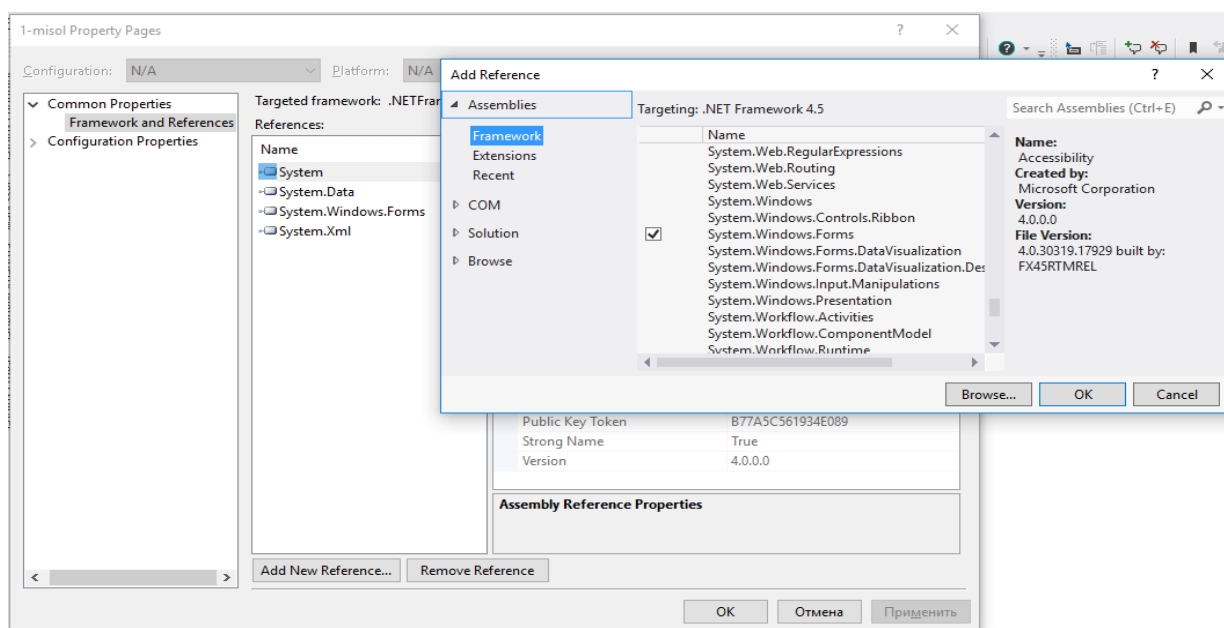 1-misol Property Pages
?
Configuration: N/A
Platform: N/A
Common Properties
Framework and References
Configuration Properties
Targeted framework: .NETFrar
References:
Name
System
System.Data
System.Windows.Forms
System.Xml
Add Reference
?
Assemblies
Framework
Extensions
Recent
COM
Solution
Browse
Targeting: .NET Framework 4.5
Search Assemblies (Ctrl+E)
Name
System.Web.RegularExpressions
System.Web.Routing
System.Web.Services
System.Windows
System.Windows.Controls.Ribbon
System.Windows.Forms
System.Windows.Forms.DataVisualization
System.Windows.Forms.DataVisualization.Des
System.Windows.Input.Manipulations
System.Windows.Presentation
System.Workflow.Activities
System.Workflow.ComponentModel
System.Workflow.Runtime
Name:
Accessibility
Created by:
Microsoft Corporation
Version:
4.0.0.0
File Version:
4.0.30319.17929 built by:
FX45RTMREL
Browse...
OK
Cancel
Public Key Token B77A5C561934E089
Strong Name True
Version 4.0.0.0
Assembly Reference Properties
Add New Reference...
Remove Reference
OK
Отмена
Применить